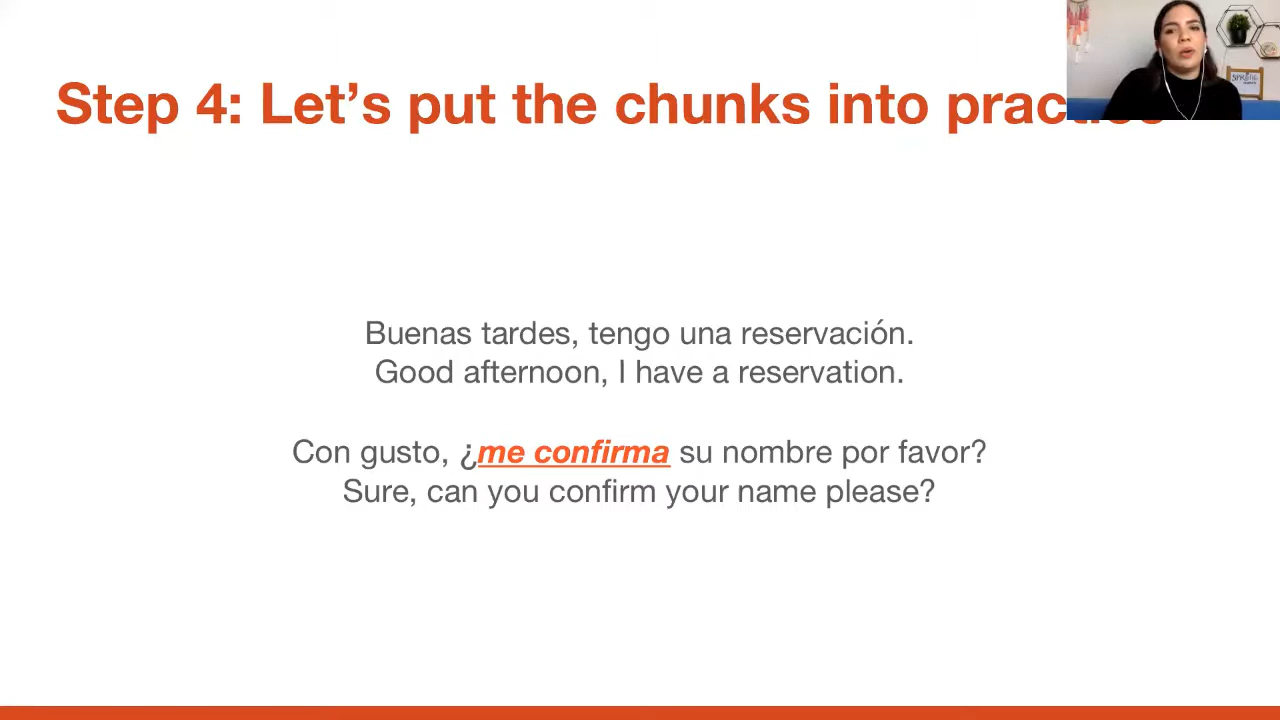 Step 4: Let's put the chunks into
Buenas tardes, tengo una reservación.
Good afternoon, I have a reservation.
Con gusto, ¿me confirma su nombre por favor?
Sure, can you confirm your name please?